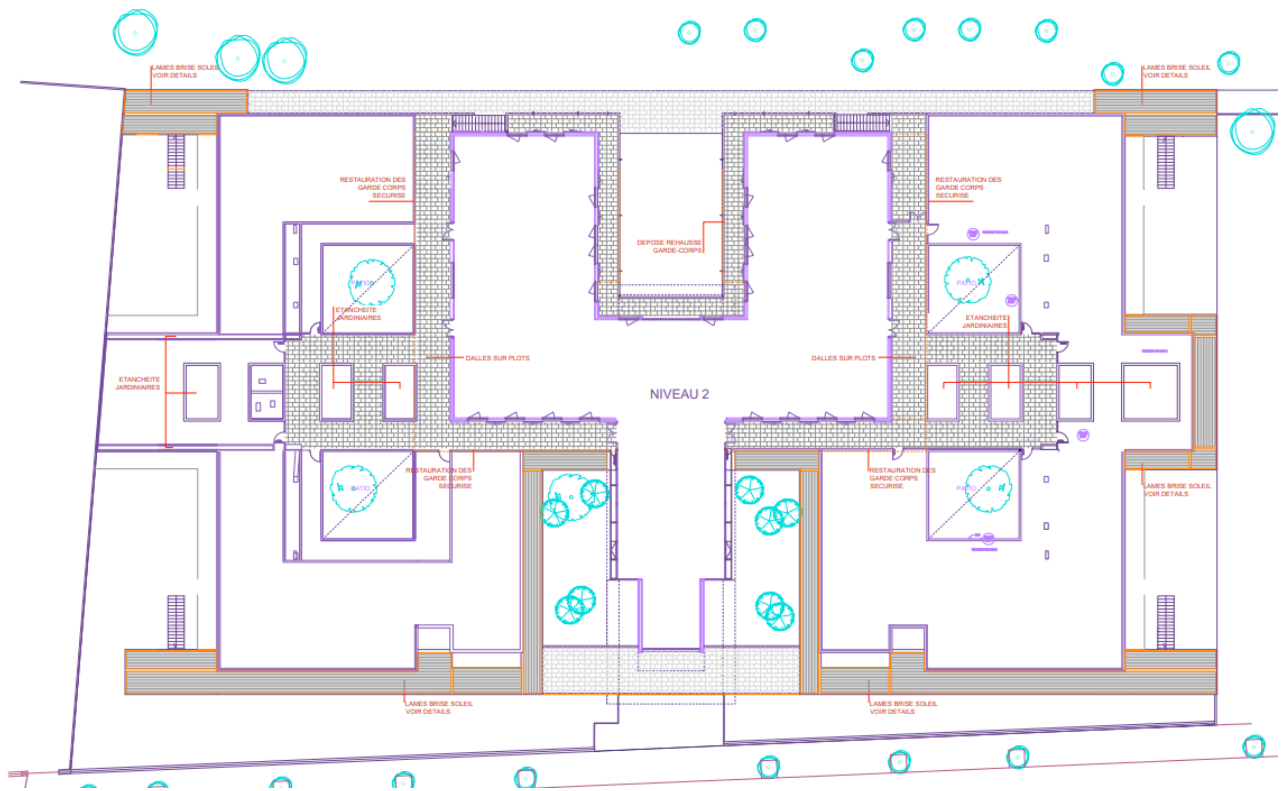 LAMES BRISE SOLEIL
VOIR DETAILS
LAMES BRISE SOLEIL
VOIR DETAILS
RESTAURATION DES
GARDE CORPS
SECURISE
RESTAURATION DES
GARDE CORPS
SECURISE
DEPOSE REHAUSSE
GARDE-CORPS
PATIO
PATIO
ETANCHEITE
JARDINIAIRES
ETANCHEITE
JARDINIAIRES
DALLES SUR PLOTS
DALLES SUR PLOTS
ETANCHEITE
JARDINIAIRES
NIVEAU 2
RESTAURATION DES
GARDE CORPS
SECURISE
RESTAURATION DES
GARDE CORPS
SECURISE
PATIO
PATIO
LAMES BRISE SOLEIL
VOIR DETAILS
LAMES BRISE SOLEIL
VOIR DETAILS
LAMES BRISE SOLEIL
VOIR DETAILS